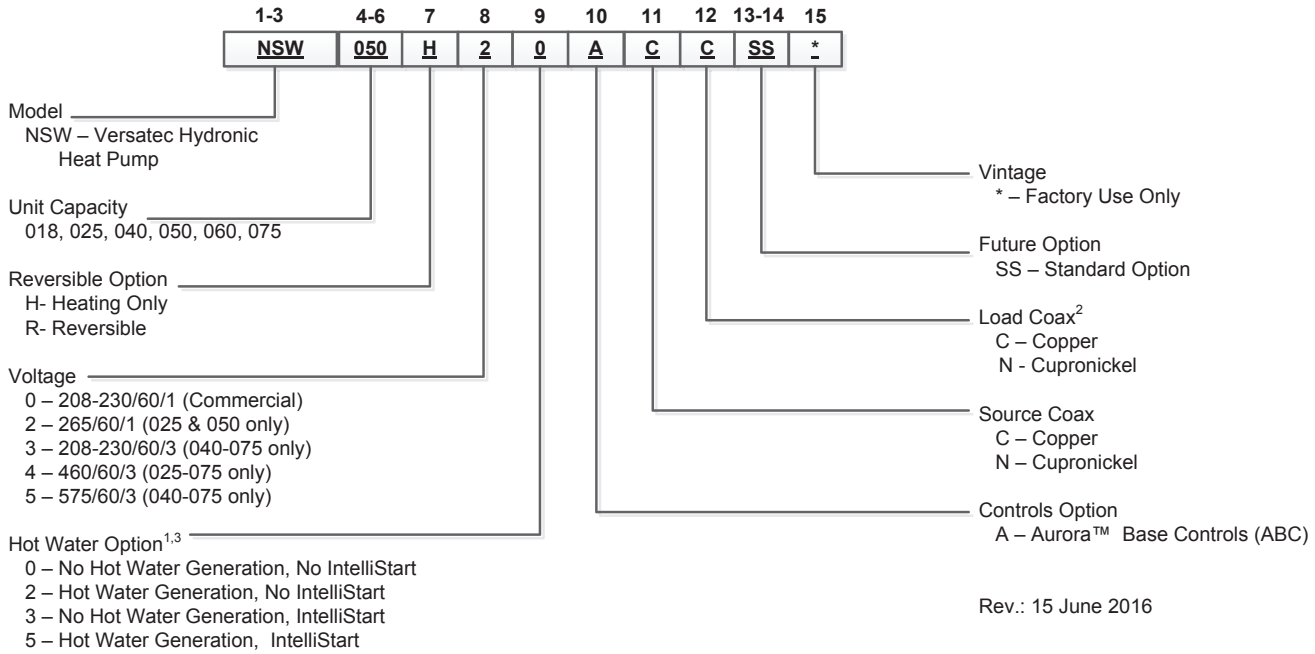 1-3 4-6 7 8 9 10 11 12 13-14 15
NSW 050 H 2 0 A C C SS *
Model
NSW – Versatec Hydronic
Heat Pump
Unit Capacity
018, 025, 040, 050, 060, 075
Reversible Option
H- Heating Only
R- Reversible
Voltage
0 – 208-230/60/1 (Commercial)
2 – 265/60/1 (025 & 050 only)
3 – 208-230/60/3 (040-075 only)
4 – 460/60/3 (025-075 only)
5 – 575/60/3 (040-075 only)
Hot Water Option1,3
0 – No Hot Water Generation, No IntelliStart
2 – Hot Water Generation, No IntelliStart
3 – No Hot Water Generation, IntelliStart
5 – Hot Water Generation, IntelliStart
Vintage
* – Factory Use Only
Future Option
SS – Standard Option
Load Coax2
C – Copper
N - Cupronickel
Source Coax
C – Copper
N – Cupronickel
Controls Option
A – Aurora™ Base Controls (ABC)
Rev.: 15 June 2016